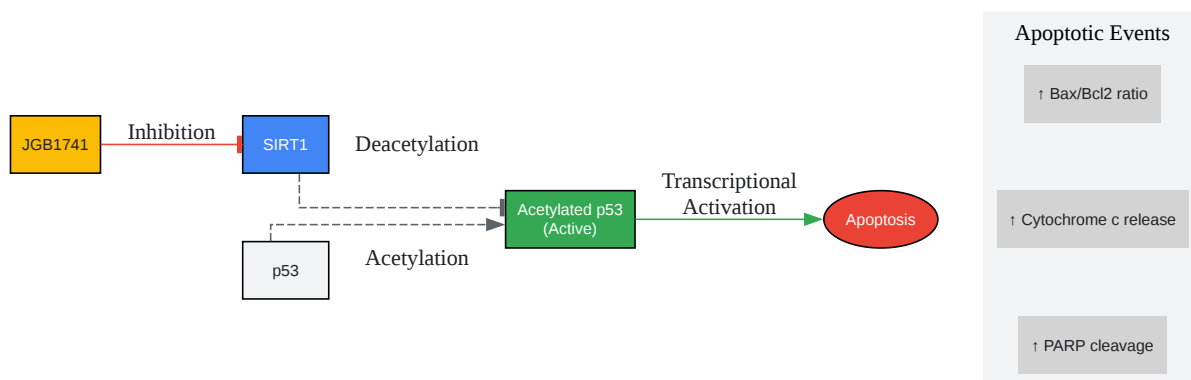 Apoptotic Events
↑ Bax/Bcl2 ratio
JGB1741
Inhibition
SIRT1
Deacetylation
Transcriptional
Activation
Acetylated p53
(Active)
Apoptosis
↑ Cytochrome c release
Acetylation
p53
↑ PARP cleavage